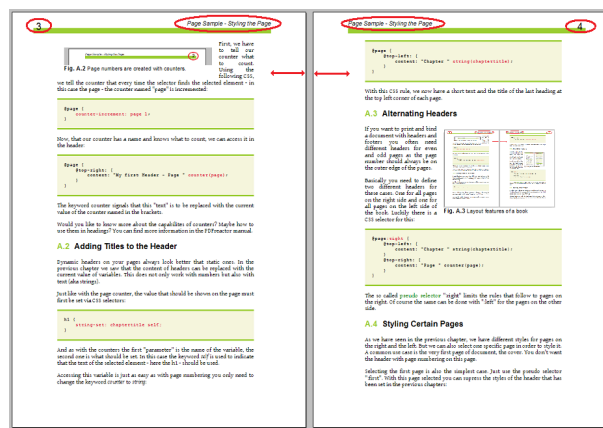 3
Page Sample - Styling the Page
First, we have
to tell our
counter what
to count.
Using the
following CSS,
Fig. A.2 Page numbers are created with counters.
we tell the counter that every time the selector finds the selected element - in
this case the page - the counter named "page" is incremented:
@page {
counter-increment: page 1;
}
Now, that our counter has a name and knows what to count, we can access it in
the header:
@page {
@top-right: {
content: "My first Header - Page " counter(page);
}
}
The keyword counter signals that this "text" is to be replaced with the current
value of the counter named in the brackets.
Would you like to know more about the capabilites of counters? Maybe how to
use them in headings? You can find more information in the PDFreactor manual.
A.2 Adding Titles to the Header
Dynamic headers on your pages always look better that static ones. In the
previous chapter we saw that the content of headers can be replaced with the
current value of variables. This does not only work with numbers but also with
text (aka strings).
Just like with the page counter, the value that should be shown on the page must
first be set via CSS selectors:
h1 {
string-set: chaptertitle self;
}
And as with the counters the first "parameter" is the name of the variable, the
second one is what should be set. In this case the keyword self is used to indicate
that the text of the selected element - here the h1 - should be used.
Accessing this variable is just as easy as with page numbering you only need to
change the keyword counter to string:
Page Sample - Styling the Page
4
@page {
@top-left: {
content: "Chapter " string(chaptertitle);
}
}
With this CSS rule, we now have a short text and the title of the last heading at
the top left corner of each page.
A.3 Alternating Headers
If you want to print and bind
a document with headers and
footers you often need
different headers for even
and odd pages as the page
number should always be on
the outer edge of the pages.
Basically you need to define
two different headers for
these cases. One for all pages
on the right side and one for
all pages on the left side of
the book. Luckily there is a
CSS selector for this:
Fig. A.3 Layout features of a book
@page:right {
@top-left: {
content: "Chapter " string(chaptertitle);
}
@top-right: {
content: "Page " counter(page);
}
}
The so called pseudo selector "right" limits the rules that follow to pages on
the right. Of course the same can be done with "left" for the pages on the other
side.
A.4 Styling Certain Pages
As we have seen in the previous chapter, we have different styles for pages on
the right and the left. But we can also select one specific page in order to style it.
A common use case is the very first page of document, the cover. You don't want
the header with page numbering on this page.
Selecting the first page is also the simplest case. Just use the pseudo selector
"first". With this page selected you can supress the styles of the header that has
been set in the previous chapters: